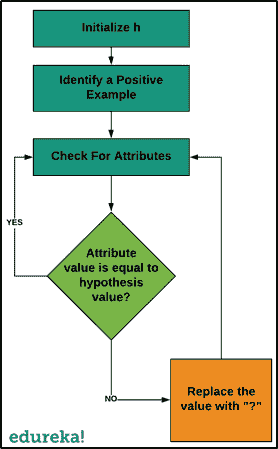 Initialize h
Identify a Positive
Example
Check For Attributes
YES
Attribute
value is equal to
hypothesis
value?
NO
Replace the
value with "?"
edureka!